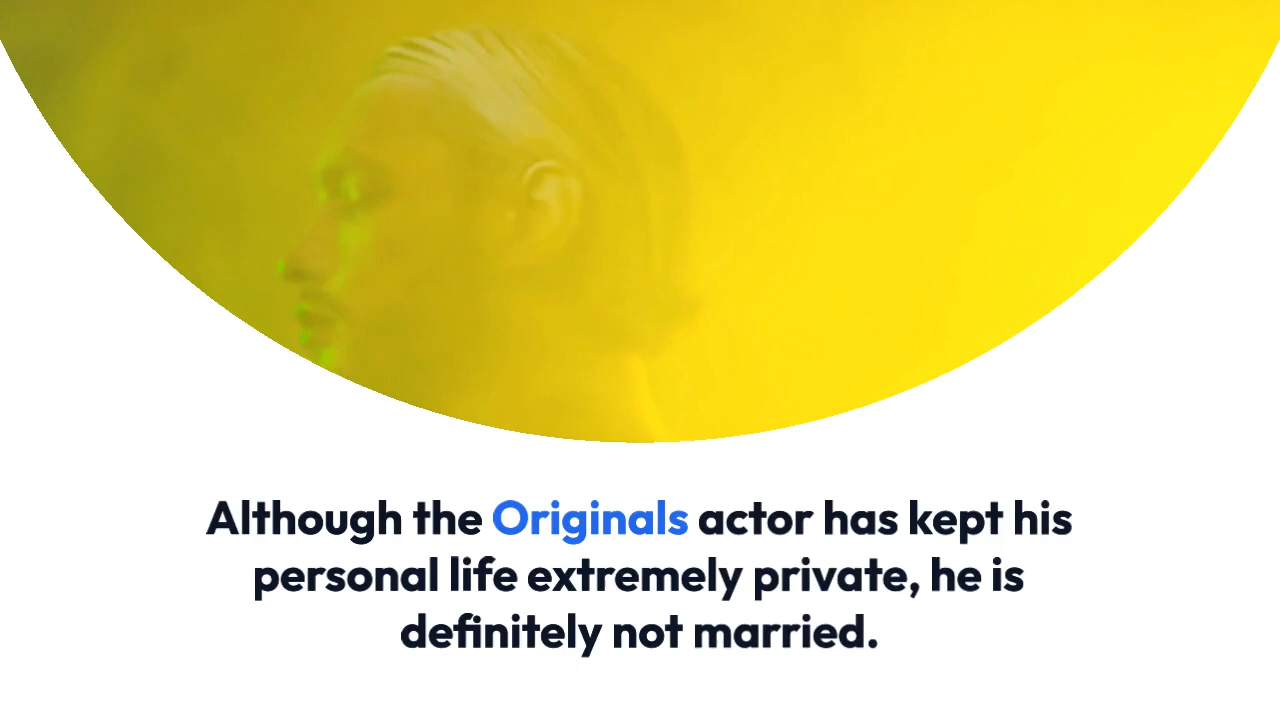 Although the Originals actor has kept his
personal life extremely private, he is
definitely not married.